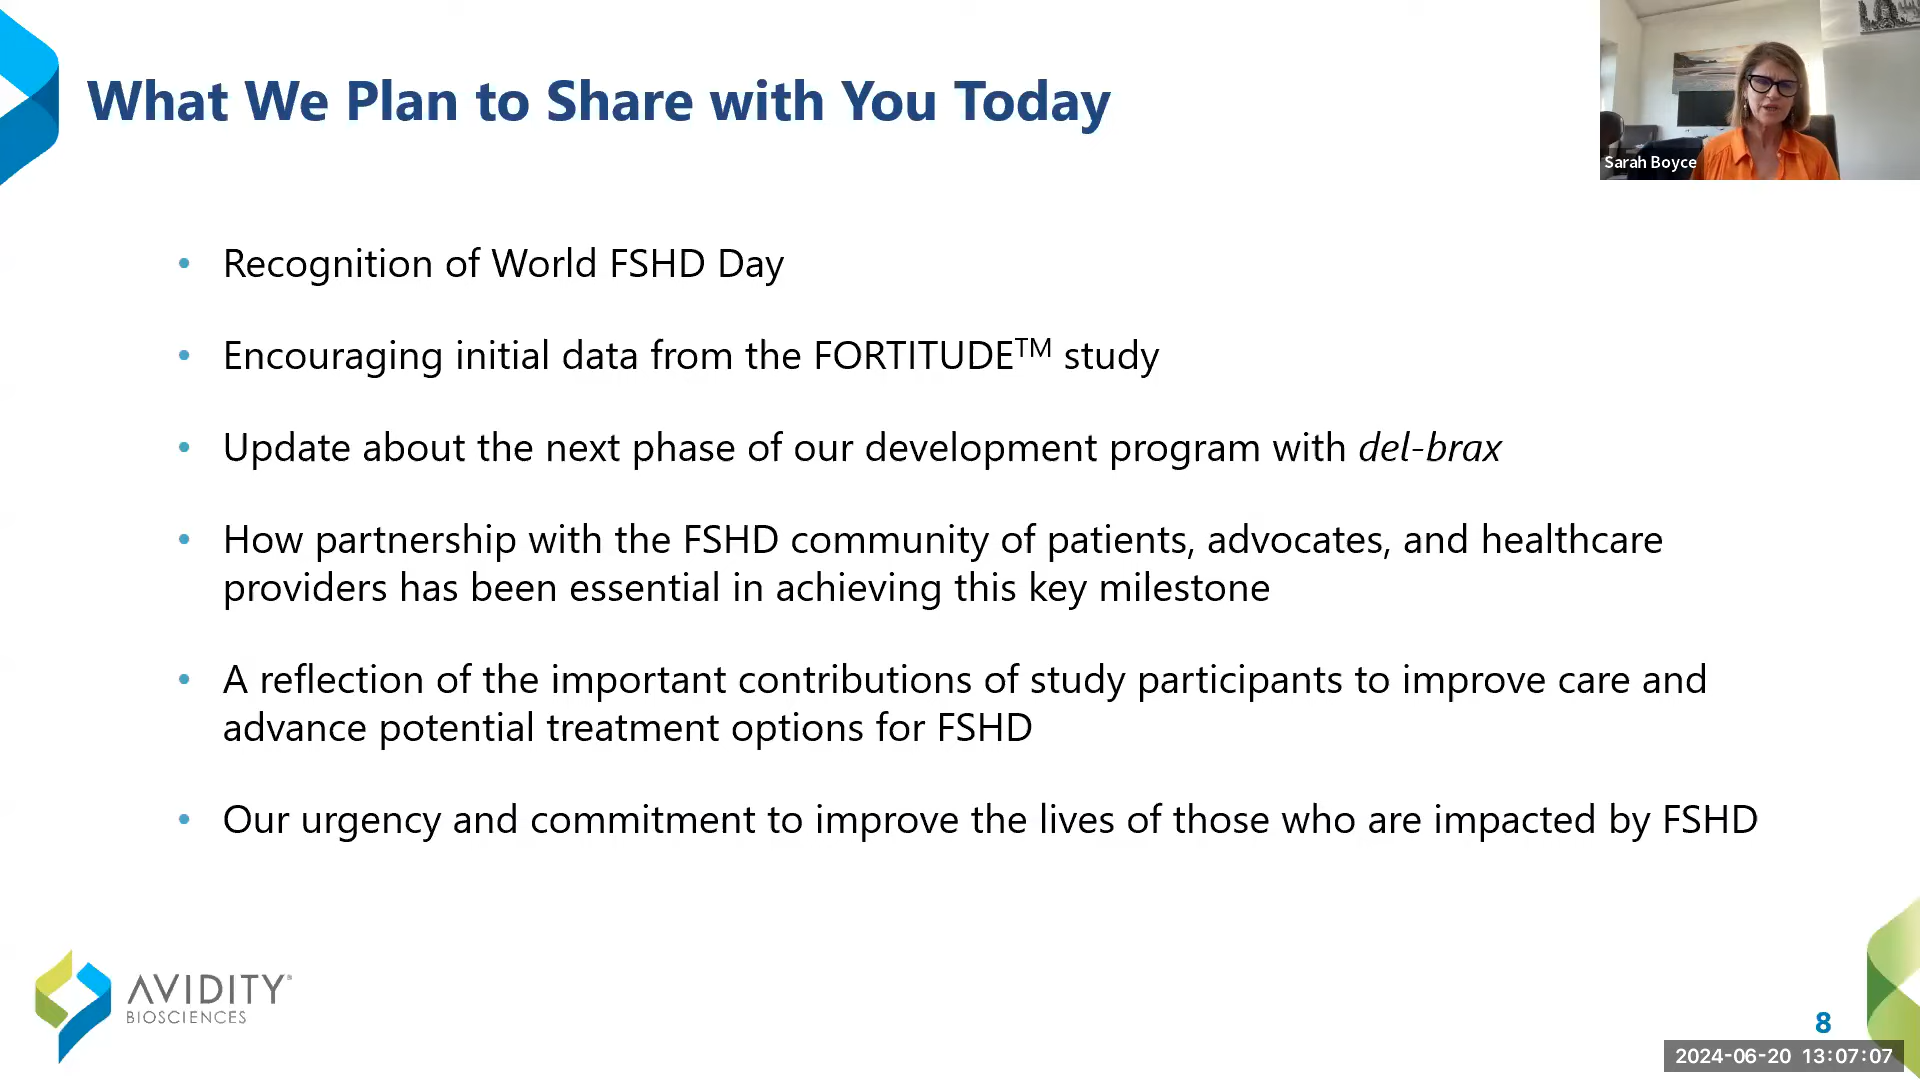 What We Plan to Share with You Today
Sarah Boyce
• Recognition of World FSHD Day
• Encouraging initial data from the FORTITUDE™ study
• Update about the next phase of our development program with del-brax
• How partnership with the FSHD community of patients, advocates, and healthcare
providers has been essential in achieving this key milestone
• A reflection of the important contributions of study participants to improve care and
advance potential treatment options for FSHD
• Our urgency and commitment to improve the lives of those who are impacted by FSHD
AVIDITY®
BIOSCIENCES
8
2024-06-20 13:07:07